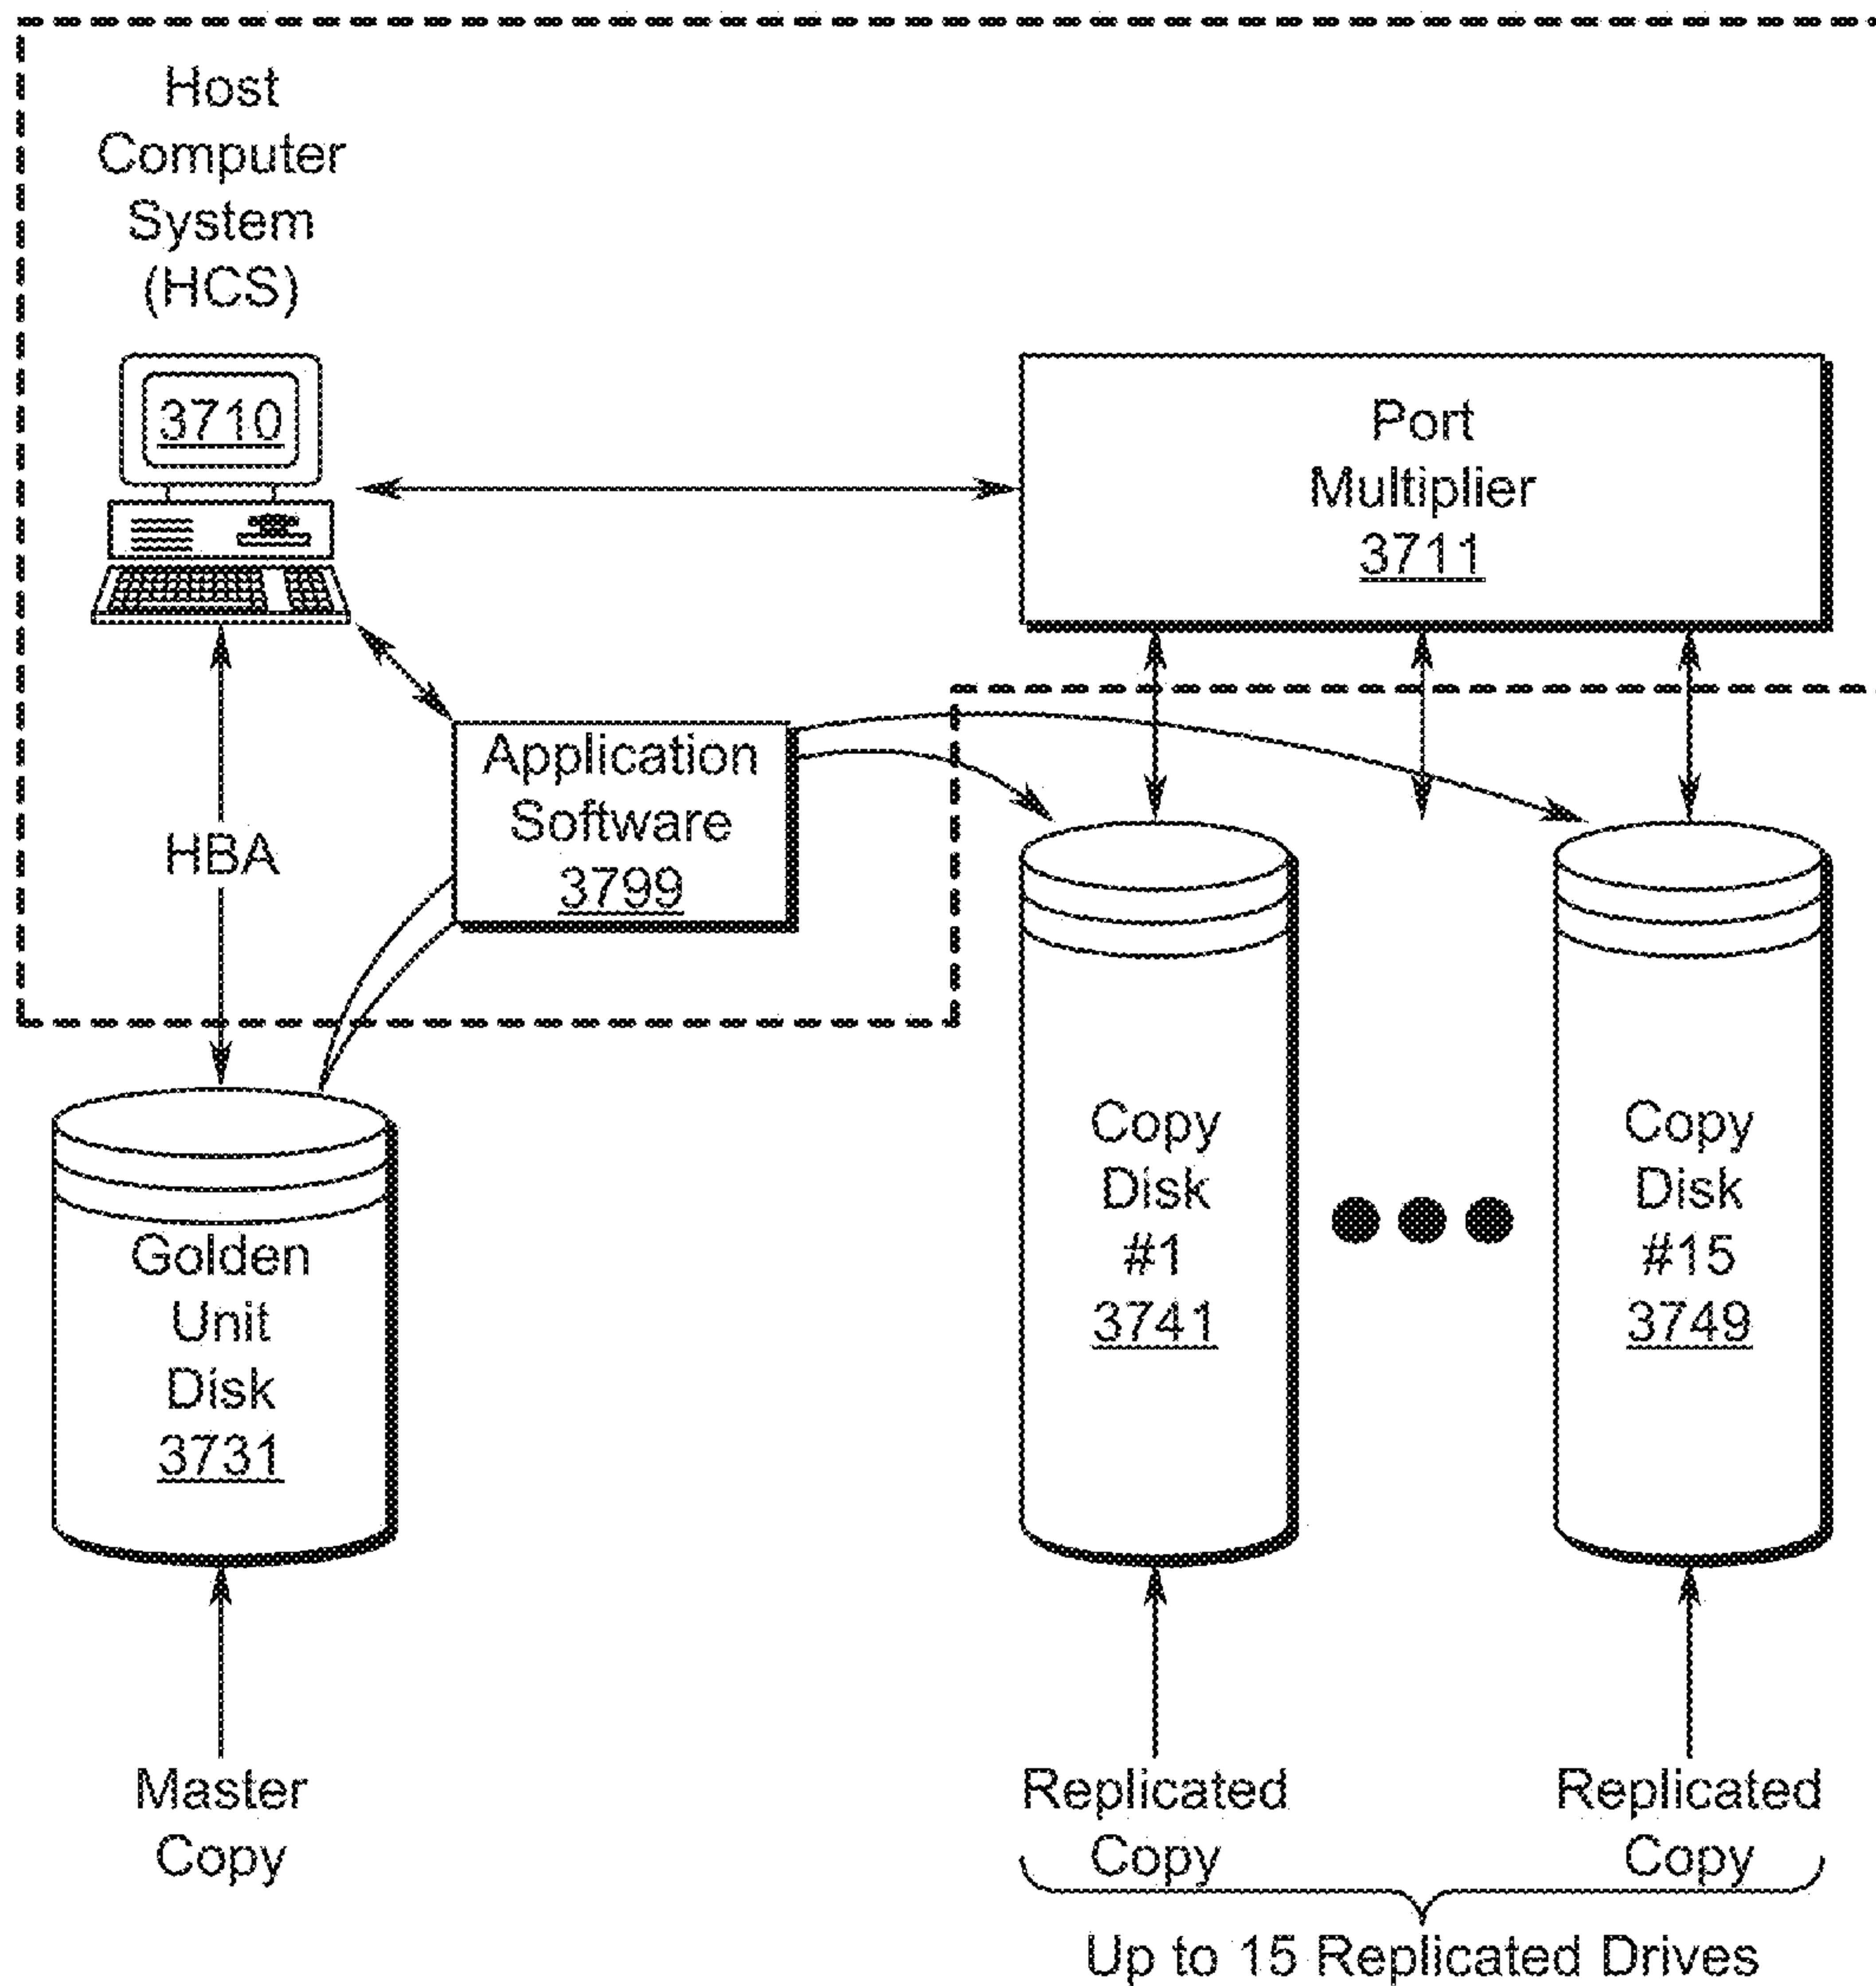 Host
Computer
System
(HCS)
3710
Port
Multiplier
3711
Application
Software
3799
HBA
Golden
Unit
Disk
3731
Copy
Disk
#1
3741
Copy
Disk
#15
3749
Master
Copy
Replicated
Copy
Replicated
Copy
Up to 15 Replicated Drives